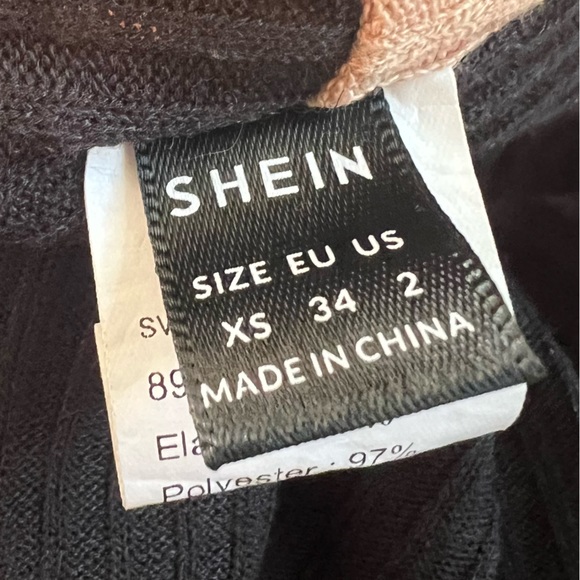 SHEIN
SIZE EU US
XS 34 2
MADE IN CHINA
Polyester : 97%